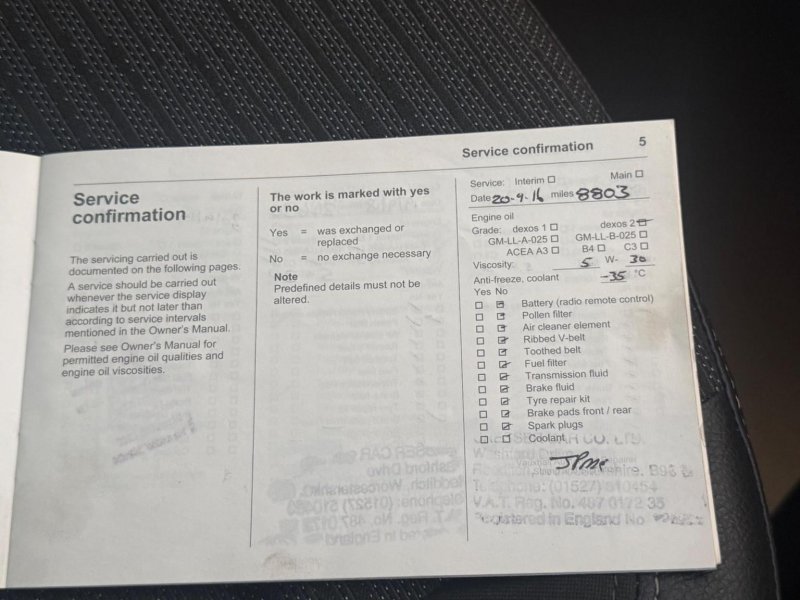 Service confirmation 5
Service
confirmation
The servicing carried out is
documented on the following pages.
A service should be carried out
whenever the service display
indicates it but not later than
according to service intervals
mentioned in the Owner's Manual.
Please see Owner's Manual for
permitted engine oil qualities and
engine oil viscosities.
The work is marked with yes
or no
Yes = was exchanged or
replaced
No = no exchange necessary
Note
Predefined details must not be
altered.
Service: Interim Main
Date 20-9-16 miles 8803
Engine oil
Grade: dexos 1 dexos 2
GM-LL-A-025 GM-LL-B-025
ACEA A3 B4 C3
Viscosity: 5 W- 30
Anti-freeze, coolant -35 °C
Yes No
Battery (radio remote control)
Pollen filter
Air cleaner element
Ribbed V-belt
Toothed belt
Fuel filter
Transmission fluid
Brake fluid
Tyre repair kit
Brake pads front / rear
Spark plugs
Coolant
CAR CO. LTD.
(01527) 510454
V.A.T. Reg. No. 487 0172 35
Registered in England No